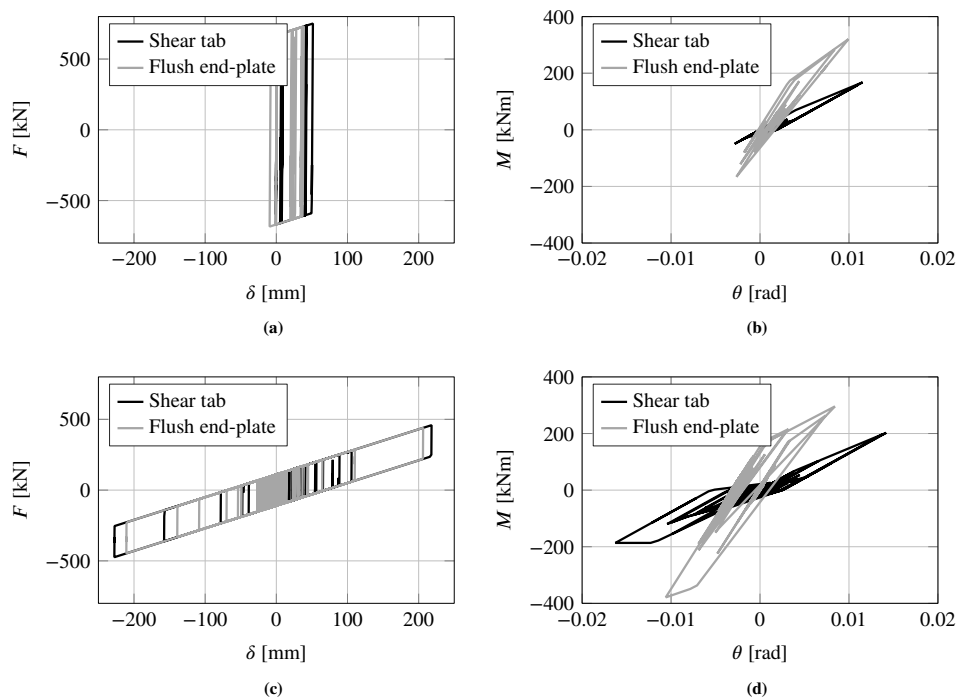 Shear tab
Flush end-plate
500
0
−500
F [kN]
−200
−100
0
100
200
δ [mm]
(a)
Shear tab
Flush end-plate
400
200
0
−200
−400
M [kNm]
−0.02
−0.01
0
0.01
0.02
θ [rad]
(b)
Shear tab
Flush end-plate
500
0
−500
F [kN]
−200
−100
0
100
200
δ [mm]
(c)
Shear tab
Flush end-plate
400
200
0
−200
−400
M [kNm]
−0.02
−0.01
0
0.01
0.02
θ [rad]
(d)